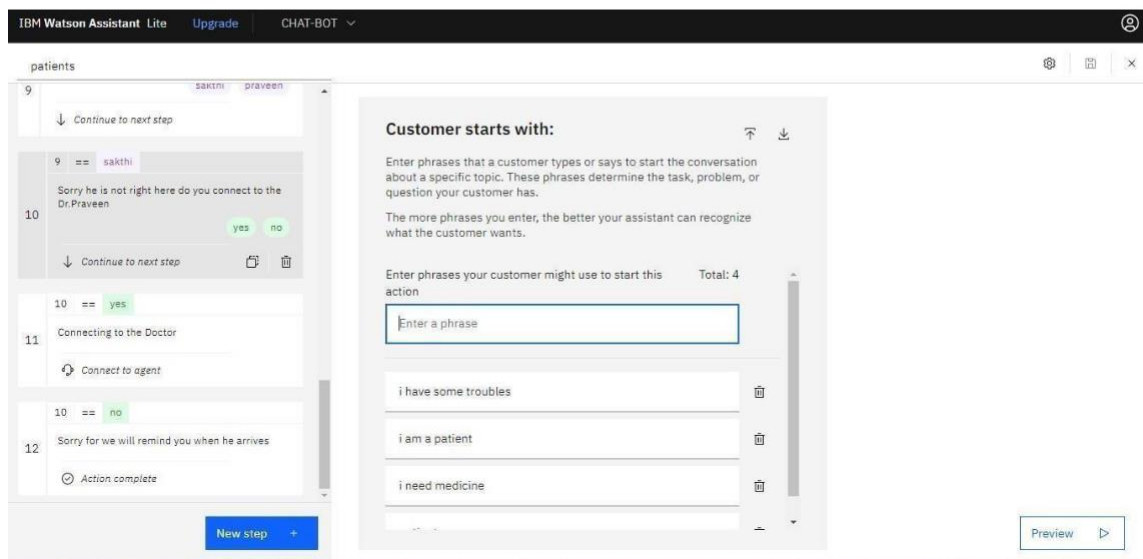 IBM Watson Assistant Lite Upgrade CHAT-BOT
patients
9
sakthi praveen
Continue to next step
9 == sakthi
Sorry he is not right here do you connect to the
Dr.Praveen
10
yes no
Continue to next step
10 == yes
Connecting to the Doctor
11
Connect to agent
10 == no
Sorry for we will remind you when he arrives
12
Action complete
New step +
Customer starts with:
Enter phrases that a customer types or says to start the conversation
about a specific topic. These phrases determine the task, problem, or
question your customer has.
The more phrases you enter, the better your assistant can recognize
what the customer wants.
Enter phrases your customer might use to start this Total: 4
action
Enter a phrase
i have some troubles
i am a patient
i need medicine
Preview